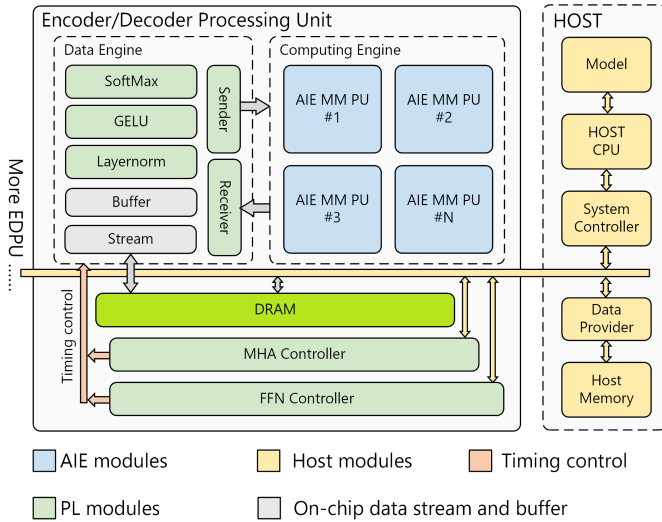 Encoder/Decoder Processing Unit
HOST
Data Engine
Computing Engine
SoftMax
GELU
Layernorm
Buffer
Stream
Sender
Receiver
AIE MM PU
#1
AIE MM PU
#2
AIE MM PU
#3
AIE MM PU
#N
Model
HOST
CPU
System
Controller
Data
Provider
Host
Memory
More EDPU ......
Timing control
DRAM
MHA Controller
FFN Controller
AIE modules
Host modules
Timing control
PL modules
On-chip data stream and buffer